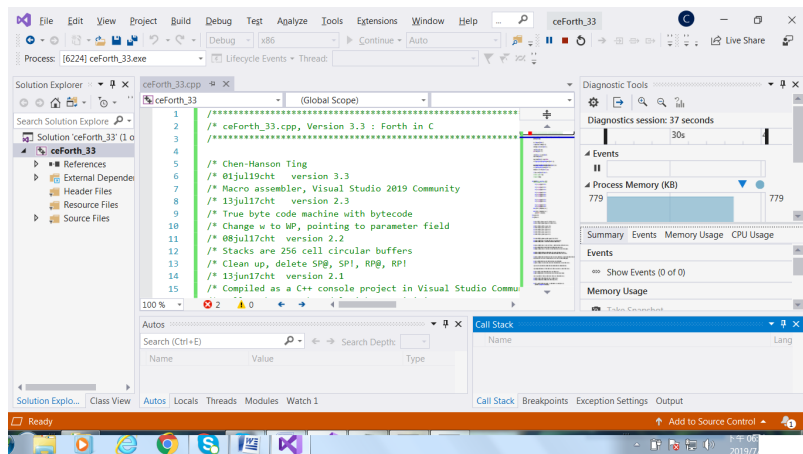 File Edit View Project Build Debug Test Analyze Tools Extensions Window Help ... ceForth_33 C
Debug x86 Continue Auto Live Share
Process: [6224] ceForth_33.exe Lifecycle Events Thread:
Solution Explorer
Search Solution Explorer
Solution 'ceForth_33' (1 o
ceForth_33
References
External Depende
Header Files
Resource Files
Source Files
Solution Explo... Class View
ceForth_33.cpp
ceForth_33 (Global Scope)
1 /****************************************************
2 /* ceForth_33.cpp, Version 3.3 : Forth in C
3 /****************************************************
4
5 /* Chen-Hanson Ting
6 /* 01jul19cht version 3.3
7 /* Macro assembler, Visual Studio 2019 Community
8 /* 13jul17cht version 2.3
9 /* True byte code machine with bytecode
10 /* Change w to WP, pointing to parameter field
11 /* 08jul17cht version 2.2
12 /* Stacks are 256 cell circular buffers
13 /* Clean up, delete SP@, SP!, RP@, RP!
14 /* 13jun17cht version 2.1
15 /* Compiled as a C++ console project in Visual Studio Commu
100 % 2 0
Diagnostic Tools
Diagnostics session: 37 seconds
30s
Events
Process Memory (KB)
779 779
Summary Events Memory Usage CPU Usage
Events
Show Events (0 of 0)
Memory Usage
Take Snapshot
Autos
Search (Ctrl+E) Search Depth:
Name Value Type
Autos Locals Threads Modules Watch 1
Call Stack
Name Lang
Call Stack Breakpoints Exception Settings Output
Ready Add to Source Control 1
下午 06
2019/7